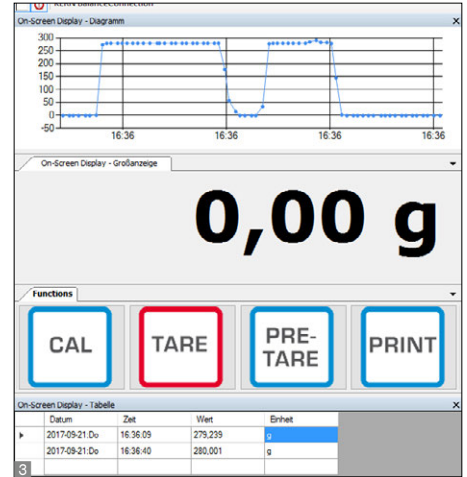 KERN BalanceConnection
On-Screen Display - Diagramm X
300
250
200
150
100
50
0
-50
16:36 16:36 16:36 16:36
On-Screen Display - Großanzeige
0,00 g
Functions
CAL TARE PRE-TARE PRINT
On-Screen Display - Tabelle X
Datum Zeit Wert Einheit
2017-09-21:Do 16:36:09 279,239 g
2017-09-21:Do 16:36:40 280,001 g
3